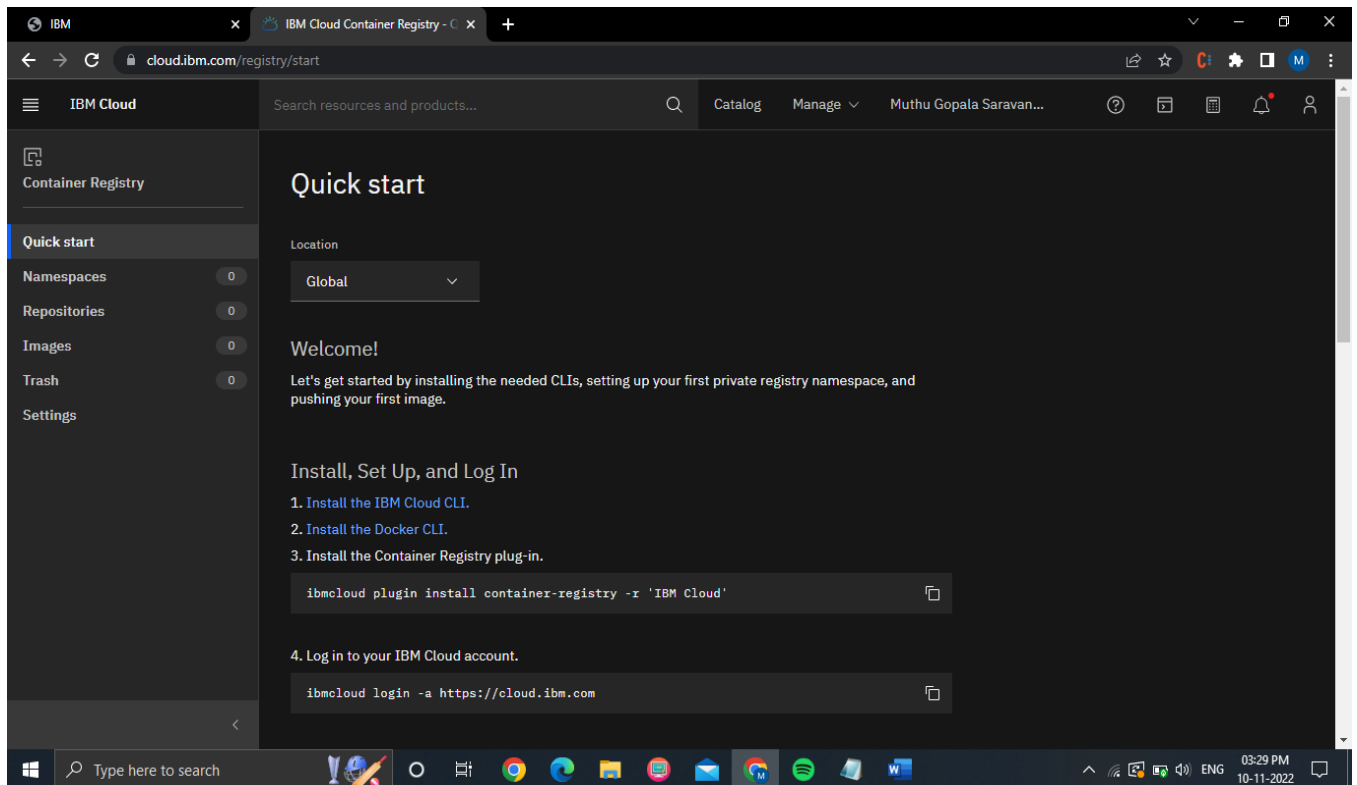 IBM
IBM Cloud Container Registry - Q
cloud.ibm.com/registry/start
M
IBM Cloud
Search resources and products...
Catalog
Manage
Muthu Gopala Saravan...
Container Registry
Quick start
Namespaces 0
Repositories 0
Images 0
Trash 0
Settings
Quick start
Location
Global
Welcome!
Let's get started by installing the needed CLIs, setting up your first private registry namespace, and
pushing your first image.
Install, Set Up, and Log In
1. Install the IBM Cloud CLI.
2. Install the Docker CLI.
3. Install the Container Registry plug-in.
ibmcloud plugin install container-registry -r 'IBM Cloud'
4. Log in to your IBM Cloud account.
ibmcloud login -a https://cloud.ibm.com
Type here to search
ENG
03:29 PM
10-11-2022